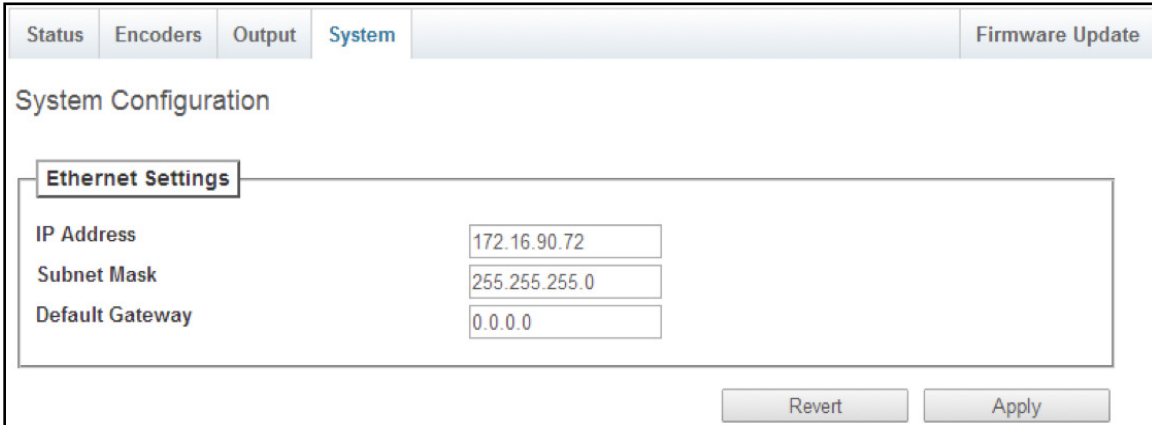 Status Encoders Output System Firmware Update
System Configuration
Ethernet Settings
IP Address 172.16.90.72
Subnet Mask 255.255.255.0
Default Gateway 0.0.0.0
Revert Apply